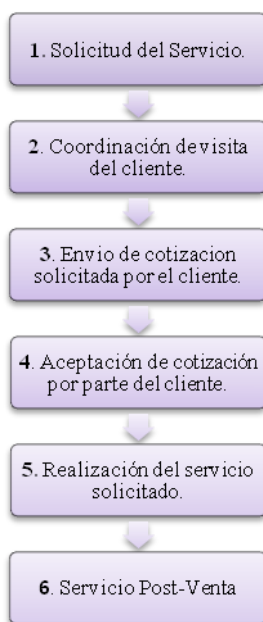 1. Solicitud del Servicio.
2. Coordinación de visita
del cliente.
3. Envio de cotizacion
solicitada por el cliente.
4. Aceptación de cotización
por parte del cliente.
5. Realización del servicio
solicitado.
6. Servicio Post-Venta